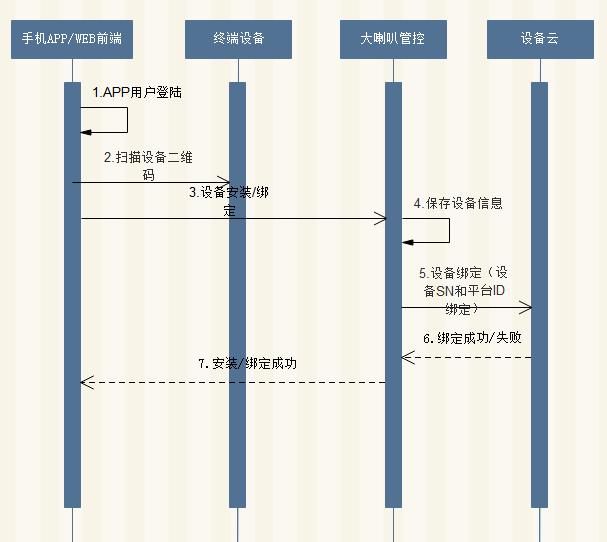 手机APP/WEB前端
终端设备
大喇叭管控
设备云
1.APP用户登陆
2.扫描设备二维
码
3.设备安装/绑
定
4.保存设备信息
5.设备绑定（设
备SN和平台ID
绑定）
6.绑定成功/失败
7.安装/绑定成功